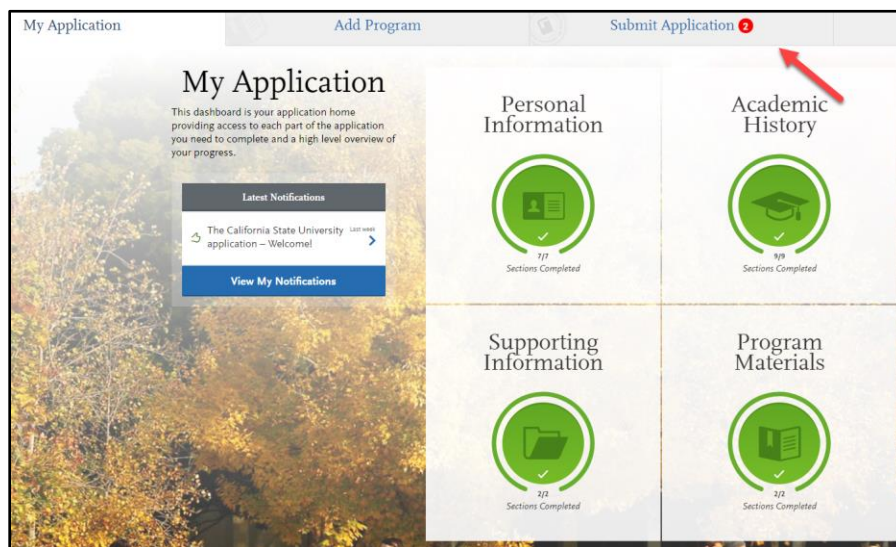 My Application
Add Program
Submit Application 2
My Application
This dashboard is your application home
providing access to each part of the application
you need to complete and a high level overview of
your progress.
Latest Notifications
The California State University
application – Welcome!
Last week
View My Notifications
Personal
Information
7/7
Sections Completed
Academic
History
9/9
Sections Completed
Supporting
Information
2/2
Sections Completed
Program
Materials
2/2
Sections Completed